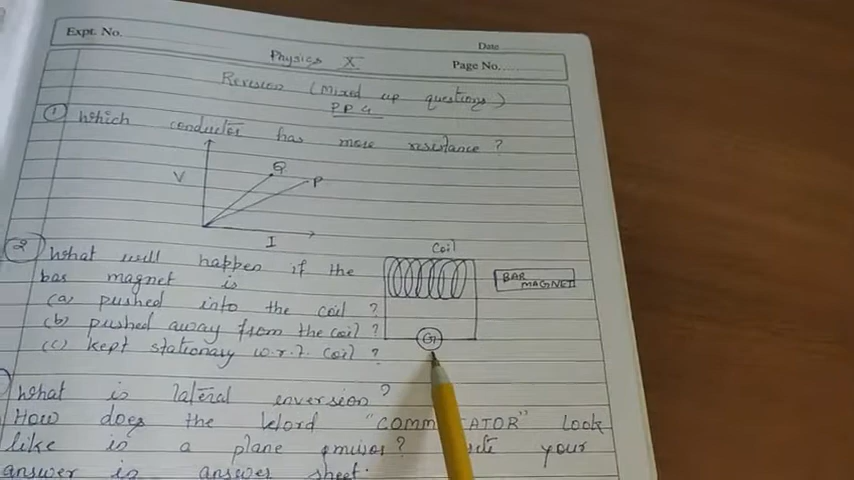 Expt. No.
Date
Page No.
Physics X
Revision (Mixed up questions)
PP 4
① Which conductor has more resistance ?
V
Q
P
I
② What will happen if the
bar magnet is
(a) pushed into the coil ?
(b) pushed away from the coil ?
(c) kept stationary w.r.t. coil ?
Coil
BAR
MAGNET
G
What is lateral inversion ?
How does the word "COMM TATOR" look
like in a plane mirror? your
answer in answer sheet.